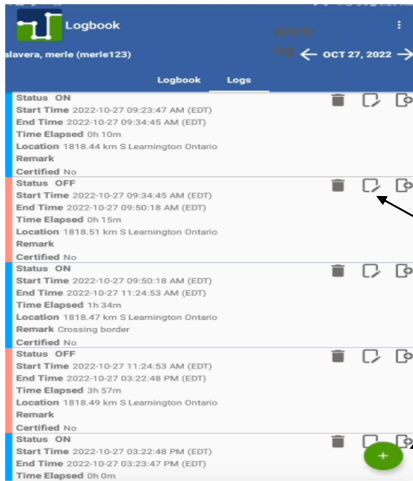 Logbook
alavera, merle (merle123)
OCT 27, 2022
Logbook Logs
Status ON
Start Time 2022-10-27 09:23:47 AM (EDT)
End Time 2022-10-27 09:34:45 AM (EDT)
Time Elapsed 0h 10m
Location 1818.44 km S Leamington Ontario
Remark
Certified No
Status OFF
Start Time 2022-10-27 09:34:45 AM (EDT)
End Time 2022-10-27 09:50:18 AM (EDT)
Time Elapsed 0h 15m
Location 1818.51 km S Leamington Ontario
Remark
Certified No
Status ON
Start Time 2022-10-27 09:50:18 AM (EDT)
End Time 2022-10-27 11:24:53 AM (EDT)
Time Elapsed 1h 34m
Location 1818.47 km S Leamington Ontario
Remark Crossing border
Certified No
Status OFF
Start Time 2022-10-27 11:24:53 AM (EDT)
End Time 2022-10-27 03:22:48 PM (EDT)
Time Elapsed 3h 57m
Location 1818.49 km S Leamington Ontario
Remark
Certified No
Status ON
Start Time 2022-10-27 03:22:48 PM (EDT)
End Time 2022-10-27 03:23:47 PM (EDT)
Time Elapsed 0h 0m